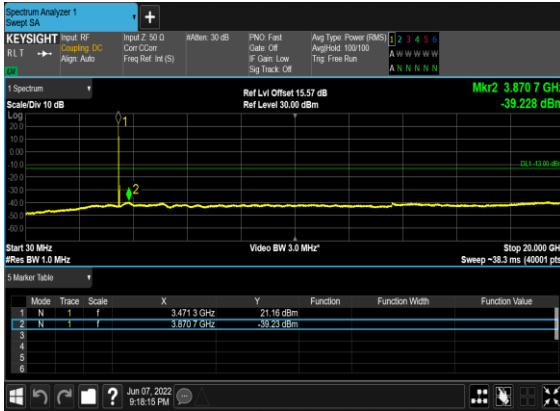 Spectrum Analyzer 1
Swept SA
+
KEYSIGHT Input: RF Input Z: 50 Ω #Atten: 30 dB PNO: Fast Avg Type: Power (RMS) 1 2 3 4 5 6
RLT Coupling: DC Corr CCorr Gate: Off Avg|Hold: 100/100 A W W W W W
Align: Auto Freq Ref: Int (S) IF Gain: Low Trig: Free Run
Sig Track: Off A N N N N N
1 Spectrum Ref Lvl Offset 15.57 dB Mkr2 3.870 7 GHz
Scale/Div 10 dB Ref Level 30.00 dBm -39.228 dBm
Log
20.0 1
10.0
0.00
-10.0 DL1 -13.00 dBm
-20.0
-30.0 2
-40.0
-50.0
-60.0
Start 30 MHz Video BW 3.0 MHz* Stop 20.000 GHz
#Res BW 1.0 MHz Sweep ~38.3 ms (40001 pts)
5 Marker Table
Mode Trace Scale X Y Function Function Width Function Value
1 N 1 f 3.471 3 GHz 21.16 dBm
2 N 1 f 3.870 7 GHz -39.23 dBm
3
4
5
6
? Jun 07, 2022
9:18:15 PM